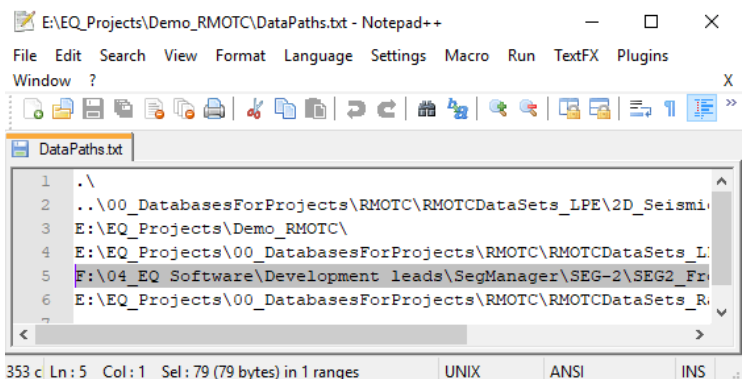 E:\EQ_Projects\Demo_RMOTC\DataPaths.txt - Notepad++
File Edit Search View Format Language Settings Macro Run TextFX Plugins
Window ? X
DataPaths.txt
1 .\
2 ..\00_DatabasesForProjects\RMOTC\RMOTCDataSets_LPE\2D_Seismi
3 E:\EQ_Projects\Demo_RMOTC\
4 E:\EQ_Projects\00_DatabasesForProjects\RMOTC\RMOTCDataSets_L
5 F:\04_EQ Software\Development leads\SegManager\SEG-2\SEG2_Fr
6 E:\EQ_Projects\00_DatabasesForProjects\RMOTC\RMOTCDataSets_R
7
353 c Ln : 5 Col : 1 Sel : 79 (79 bytes) in 1 ranges UNIX ANSI INS